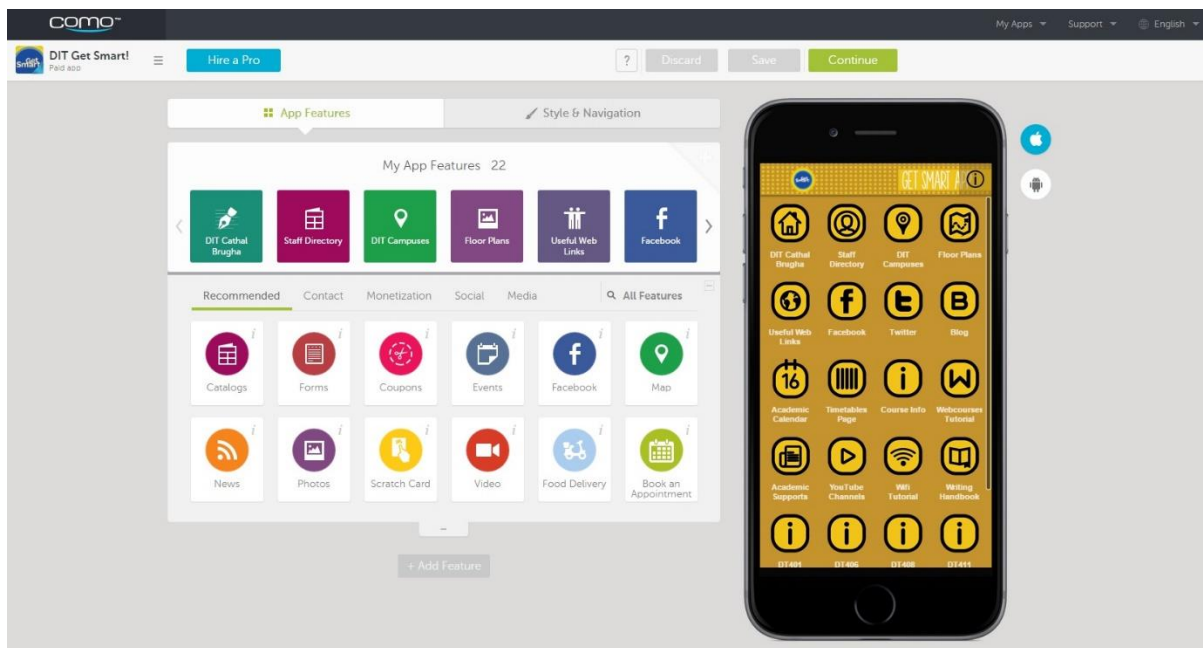 como
My Apps
Support
English
Get
Smart
DIT Get Smart!
Paid app
Hire a Pro
?
Discard
Save
Continue
App Features
Style & Navigation
My App Features 22
DIT Cathal
Brugha
Staff Directory
DIT Campuses
Floor Plans
Useful Web
Links
Facebook
Recommended
Contact
Monetization
Social
Media
All Features
Catalogs
Forms
Coupons
Events
Facebook
Map
News
Photos
Scratch Card
Video
Food Delivery
Book an
Appointment
+ Add Feature
GET SMART
DIT Cathal
Brugha
Staff
Directory
DIT
Campuses
Floor Plans
Useful Web
Links
Facebook
Twitter
Blog
16
Academic
Calendar
Timetables
Page
Course Info
Webcourses
Tutorial
Academic
Supports
YouTube
Channels
Wifi
Tutorial
Writing
Handbook
DT401
DT406
DT408
DT411